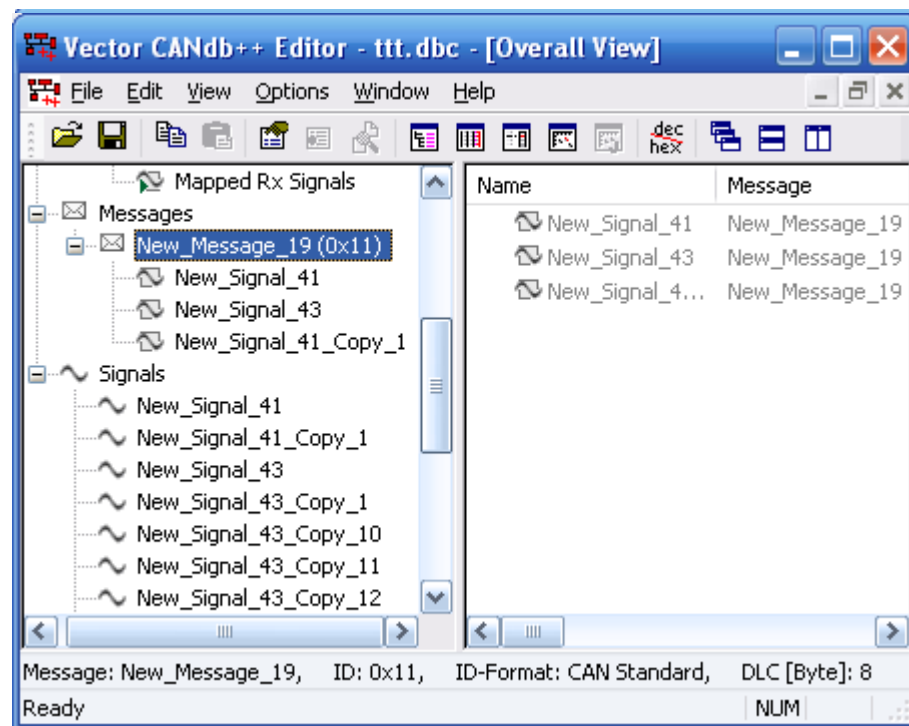 Vector CANdb++ Editor - ttt.dbc - [Overall View]
File Edit View Options Window Help
dec
hex
Mapped Rx Signals
Messages
New_Message_19 (0x11)
New_Signal_41
New_Signal_43
New_Signal_41_Copy_1
Signals
New_Signal_41
New_Signal_41_Copy_1
New_Signal_43
New_Signal_43_Copy_1
New_Signal_43_Copy_10
New_Signal_43_Copy_11
New_Signal_43_Copy_12
Name Message
New_Signal_41 New_Message_19
New_Signal_43 New_Message_19
New_Signal_4... New_Message_19
Message: New_Message_19, ID: 0x11, ID-Format: CAN Standard, DLC [Byte]: 8
Ready NUM